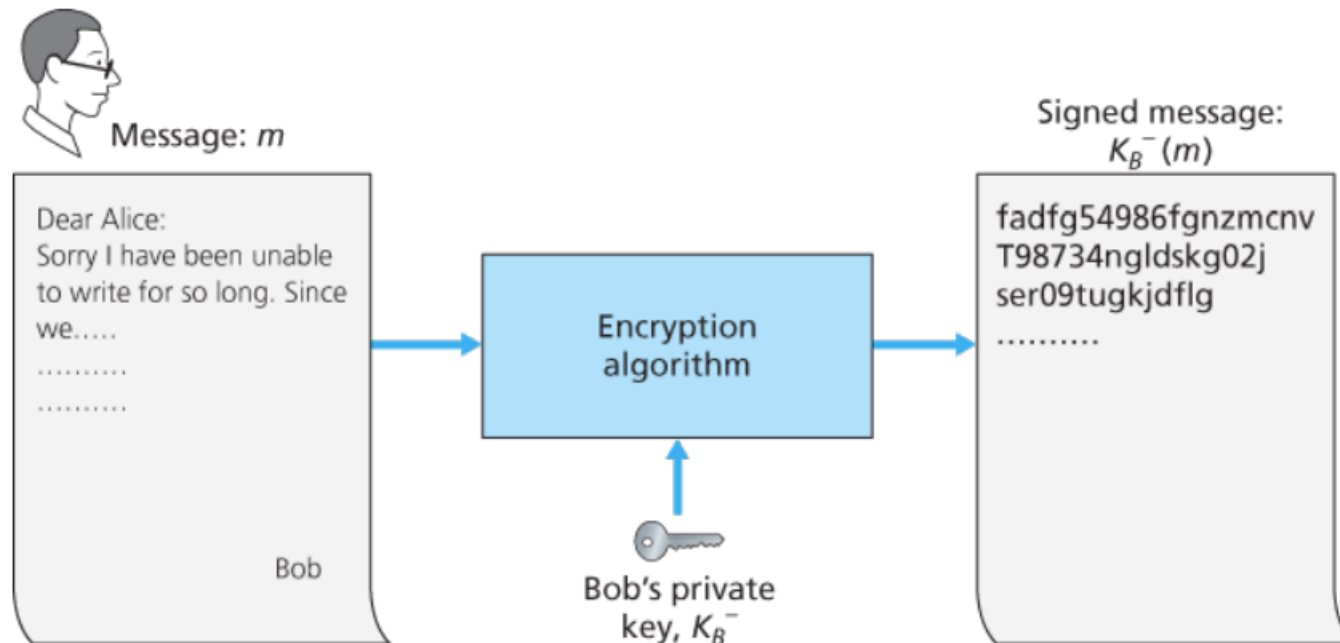 Message: m
Dear Alice:
Sorry I have been unable
to write for so long. Since
we.....
..........
..........
Bob
Encryption
algorithm
Bob's private
key, K_B^-
Signed message:
K_B^- (m)
fadfg54986fgnzmcnv
T98734ngldskg02j
ser09tugkjdflg
..........